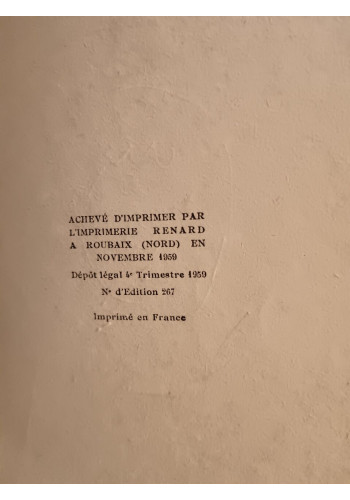 ACHEVÉ D'IMPRIMER PAR
L'IMPRIMERIE RENARD
A ROUBAIX (NORD) EN
NOVEMBRE 1959
Dépôt légal 4e Trimestre 1959
No d'Edition 267
Imprimé en France